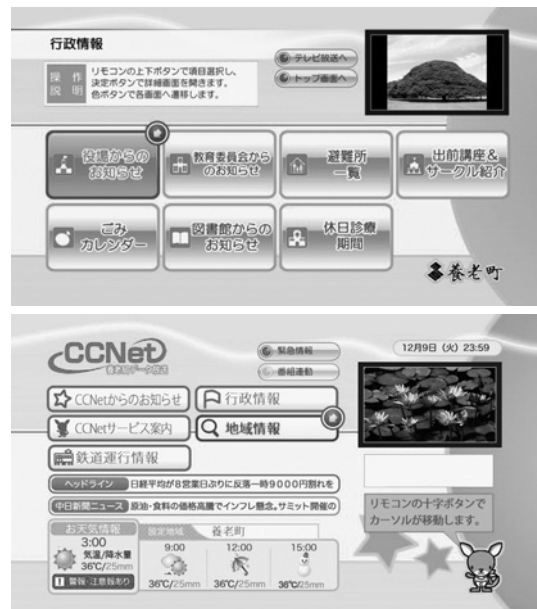 行政情報
テレビ放送へ
トップ画面へ
操作
説明
リモコンの上下ボタンで項目選択し、
決定ボタンで詳細画面を開きます。
色ボタンで各画面へ遷移します。
役場からの
お知らせ
教育委員会から
のお知らせ
避難所
一覧
出前講座&
サークル紹介
ごみ
カレンダー
図書館からの
お知らせ
休日診療
期間
養老町
CCNet
養老局データ放送
緊急情報
番組連動
12月9日 (火) 23:59
CCNetからのお知らせ
行政情報
CCNetサービス案内
地域情報
鉄道運行情報
ヘッドライン 日経平均が8営業日ぶりに反落一時9000円割れを
中日新聞ニュース 原油・食料の価格高騰でインフレ懸念。サミット開催の
リモコンの十字ボタンで
カーソルが移動します。
お天気情報 設定地域 養老町
3:00 9:00 12:00 15:00
気温/降水量
36℃/25mm
36℃/25mm 36℃/25mm 36℃/25mm
警報・注意報あり